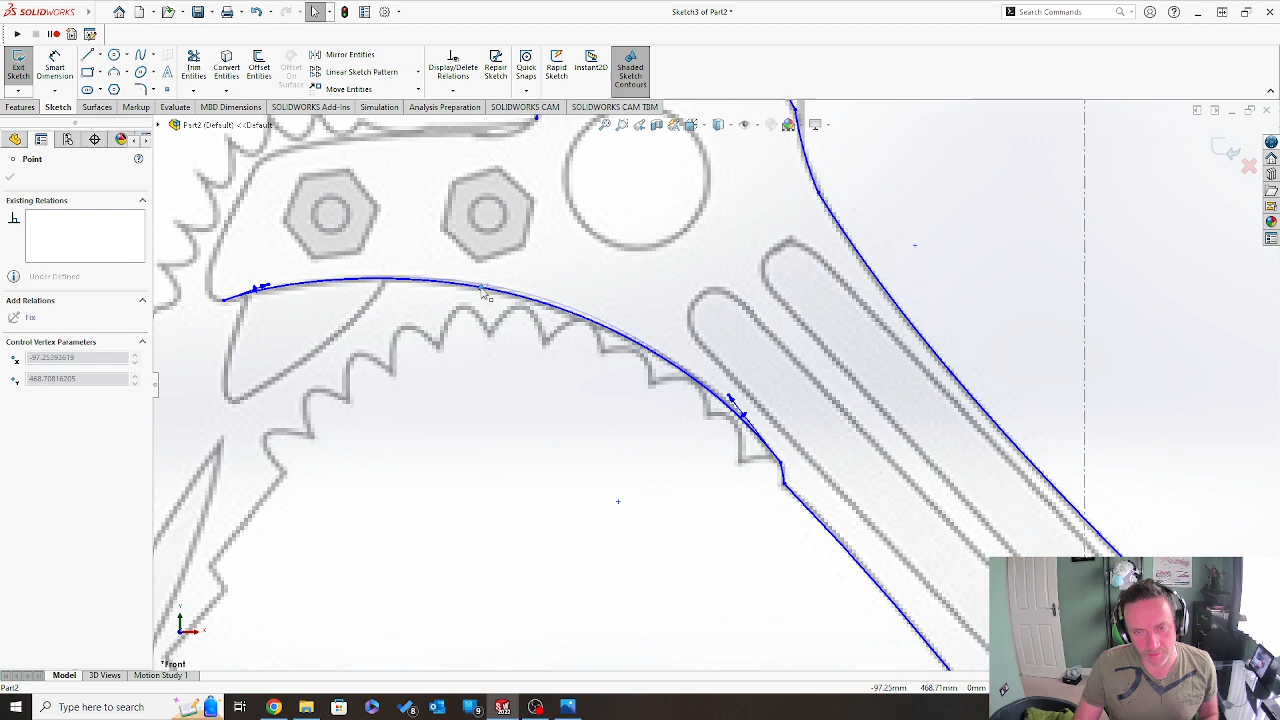 SOLIDWORKS
Sketch3 of Part2 *
Search Commands
Exit Sketch
Smart Dimension
Trim Entities
Convert Entities
Offset Entities
Offset On Surface
Mirror Entities
Linear Sketch Pattern
Move Entities
Display/Delete Relations
Repair Sketch
Quick Snaps
Rapid Sketch
Instant2D
Shaded Sketch Contours
Features
Sketch
Surfaces
Markup
Evaluate
MBD Dimensions
SOLIDWORKS Add-Ins
Simulation
Analysis Preparation
SOLIDWORKS CAM
SOLIDWORKS CAM TBM
Part2 (Default) <<Default...
Point
Existing Relations
Under Defined
Add Relations
Fix
Control Vertex Parameters
-97.25393619
468.70816205
Y
X
*Front
Model
3D Views
Motion Study 1
Part2
-97.25mm
468.71mm
0mm
Type here to search